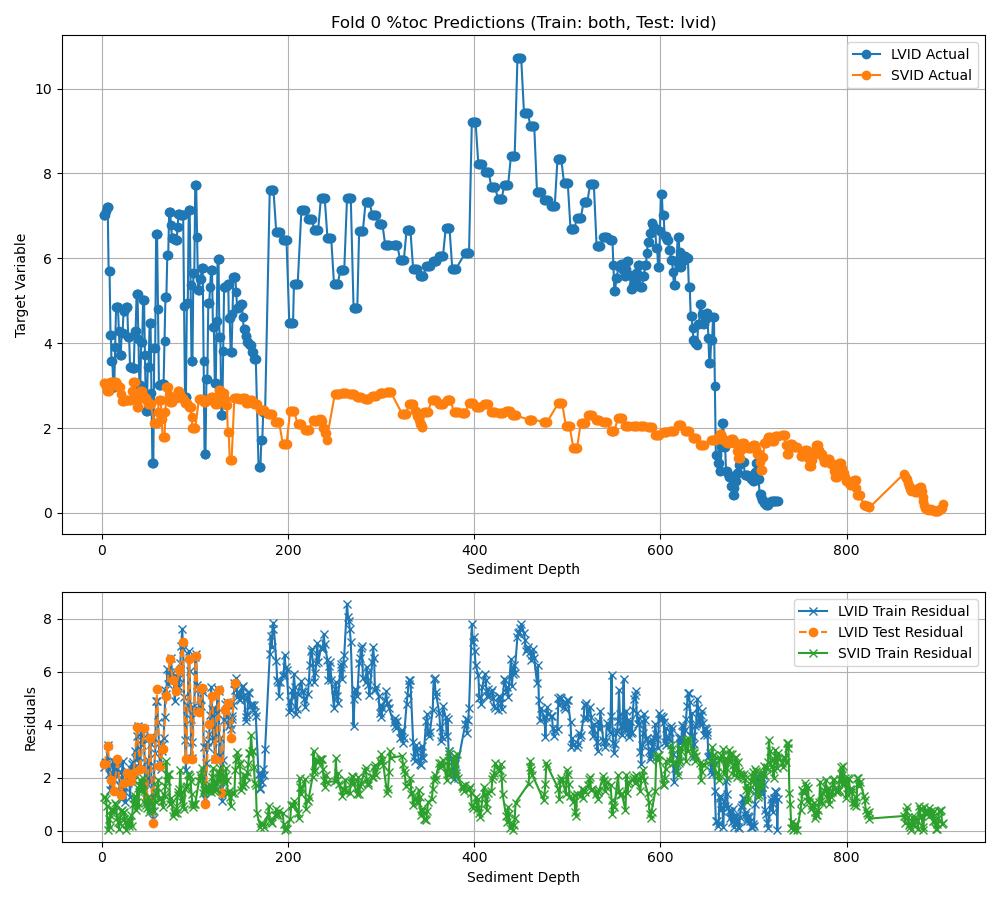 Fold 0 %toc Predictions (Train: both, Test: lvid)
LVID Actual
SVID Actual
10
8
6
4
2
0
Target Variable
0 200 400 600 800
Sediment Depth
LVID Train Residual
LVID Test Residual
SVID Train Residual
8
6
4
2
0
Residuals
0 200 400 600 800
Sediment Depth